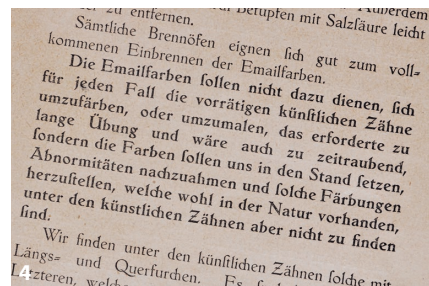 zu entfernen.
Betupfen mit Salzſäure leicht
Sämtliche Brennöfen eignen ſich gut zum voll⸗
kommenen Einbrennen der Emailfarben.
Die Emailfarben ſollen nicht dazu dienen, ſich
für jeden Fall die vorrätigen künſtlichen Zähne
umzufärben, oder umzumalen, das erforderte zu
lange Übung und wäre auch zu zeitraubend,
ſondern die Farben ſollen uns in den Stand ſetzen,
Abnormitäten nachzuahmen und ſolche Färbungen
herzuſtellen, welche wohl in der Natur vorhanden,
unter den künstlichen Zähnen aber nicht zu finden
ſind.
Wir finden unter den künſtlichen Zähnen ſolche mit
Längs⸗ und Querfurchen. Es
Letzteren, welche
4